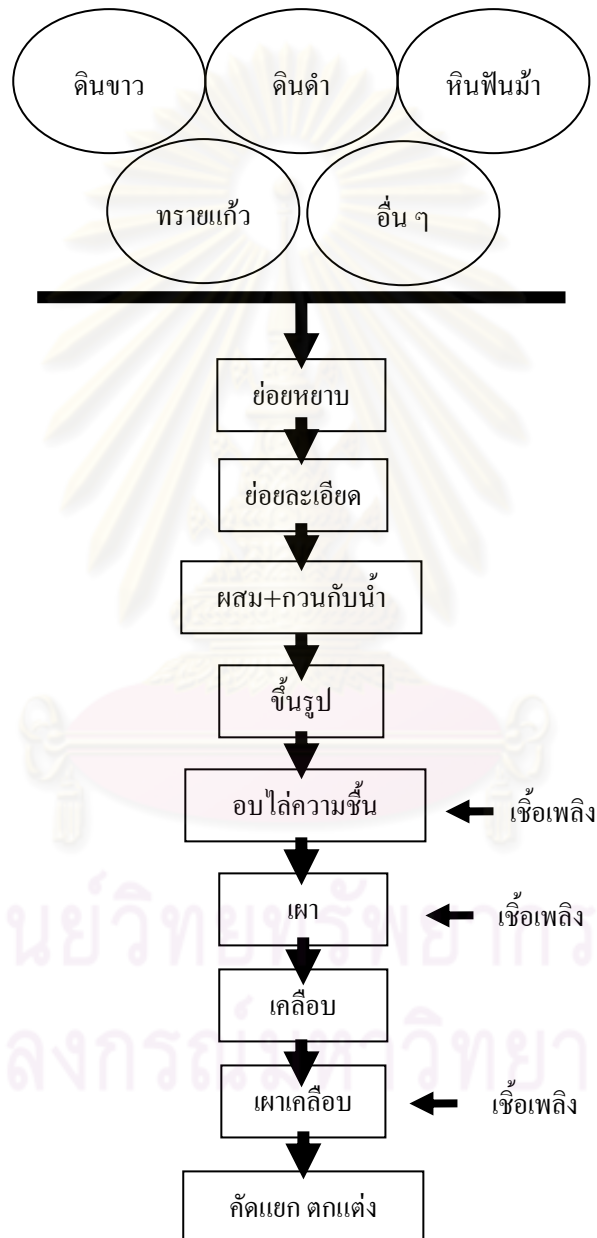 ดินขาว ดินดำ หินฟันม้า
ทรายแก้ว อื่น ๆ
ย่อยหยาบ
ย่อยละเอียด
ผสม+กวนกับน้ำ
ขึ้นรูป
อบไล่ความชื้น เชื้อเพลิง
เผา เชื้อเพลิง
เคลือบ
เผาเคลือบ เชื้อเพลิง
คัดแยก ตกแต่ง